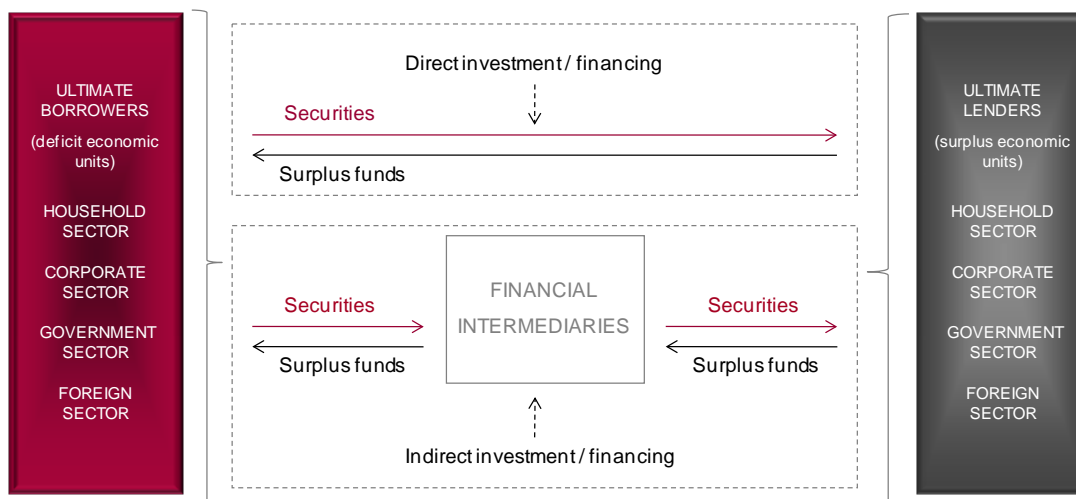 ULTIMATE
BORROWERS
(deficit economic
units)
HOUSEHOLD
SECTOR
CORPORATE
SECTOR
GOVERNMENT
SECTOR
FOREIGN
SECTOR
Direct investment / financing
Securities
Surplus funds
Securities
Surplus funds
FINANCIAL
INTERMEDIARIES
Securities
Surplus funds
Indirect investment / financing
ULTIMATE
LENDERS
(surplus economic
units)
HOUSEHOLD
SECTOR
CORPORATE
SECTOR
GOVERNMENT
SECTOR
FOREIGN
SECTOR